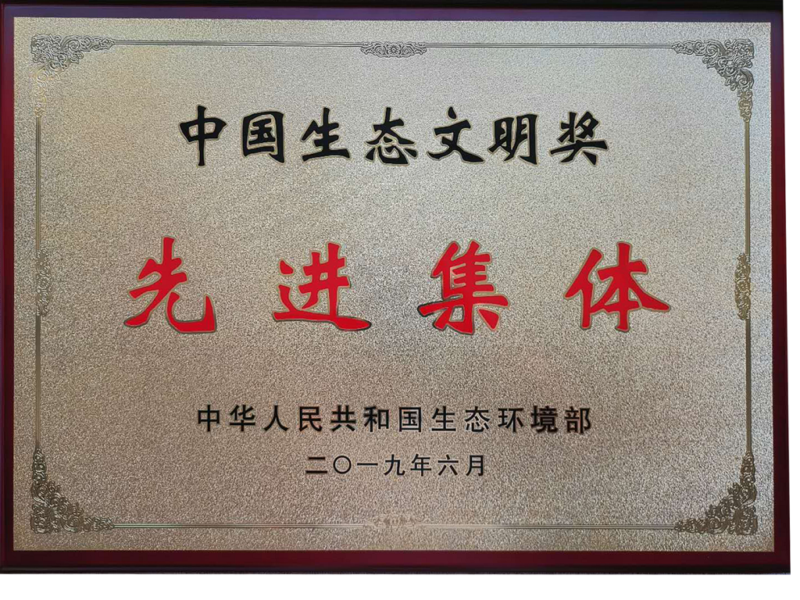 中国生态文明奖
先进集体
中华人民共和国生态环境部
二〇一九年六月